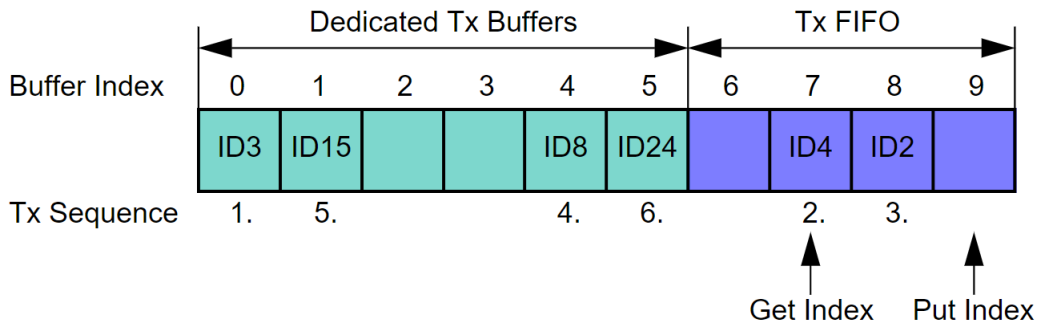 Dedicated Tx Buffers Tx FIFO
Buffer Index 0 1 2 3 4 5 6 7 8 9
ID3 ID15 ID8 ID24 ID4 ID2
Tx Sequence 1. 5. 4. 6. 2. 3.
Get Index Put Index